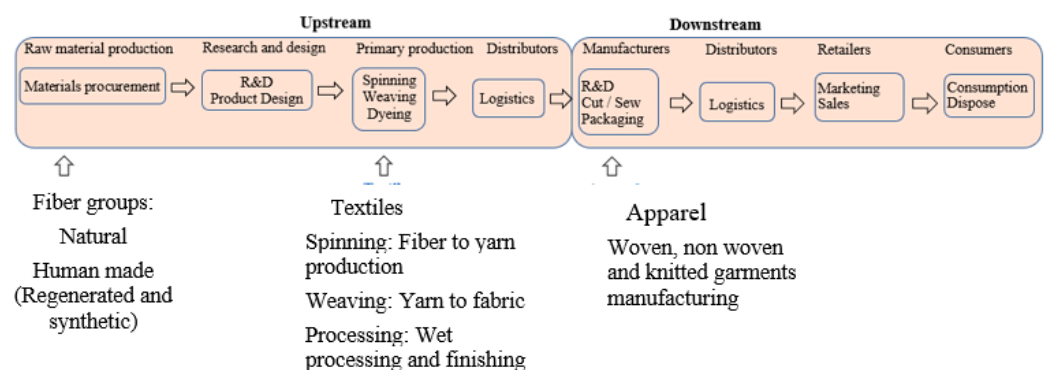 Upstream
Downstream
Raw material production
Research and design
Primary production
Distributors
Manufacturers
Distributors
Retailers
Consumers
Materials procurement
R&D
Product Design
Spinning
Weaving
Dyeing
Logistics
R&D
Cut / Sew
Packaging
Logistics
Marketing
Sales
Consumption
Dispose
Fiber groups:
Natural
Human made
(Regenerated and
synthetic)
Textiles
Spinning: Fiber to yarn
production
Weaving: Yarn to fabric
Processing: Wet
processing and finishing
Apparel
Woven, non woven
and knitted garments
manufacturing